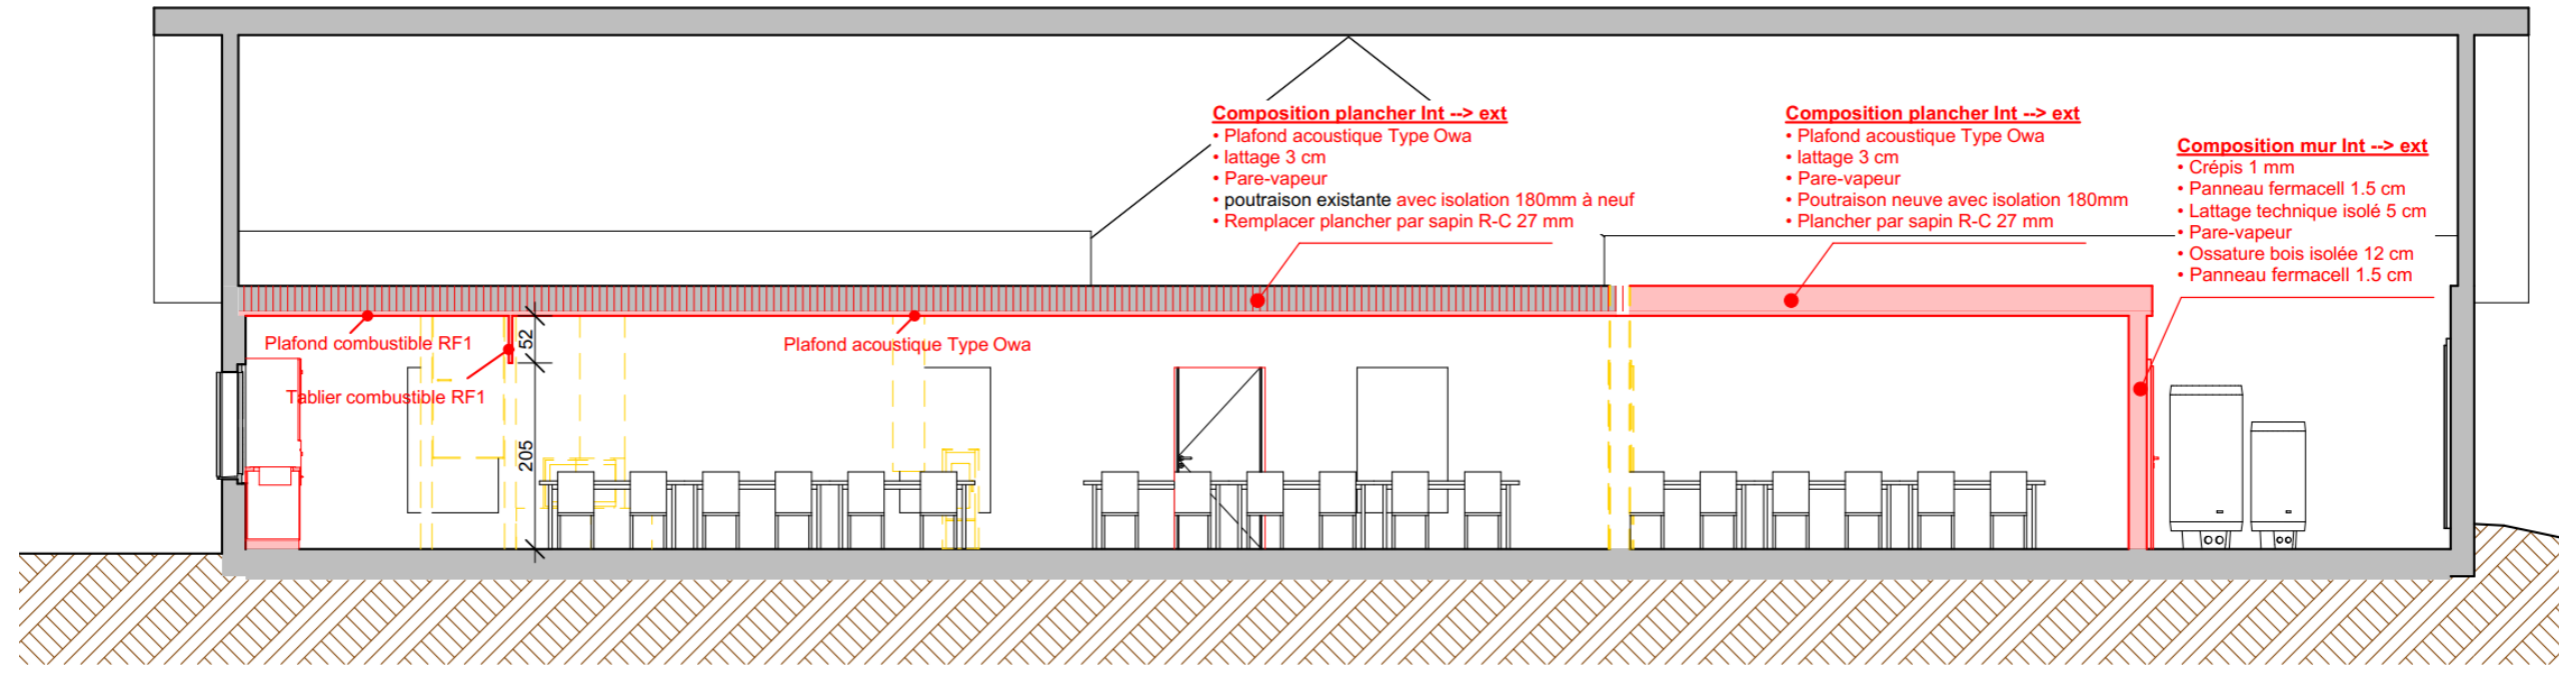 Composition plancher Int --> ext
• Plafond acoustique Type Owa
• lattage 3 cm
• Pare-vapeur
• poutraison existante avec isolation 180mm à neuf
• Remplacer plancher par sapin R-C 27 mm
Composition plancher Int --> ext
• Plafond acoustique Type Owa
• lattage 3 cm
• Pare-vapeur
• Poutraison neuve avec isolation 180mm
• Plancher par sapin R-C 27 mm
Composition mur Int --> ext
• Crépis 1 mm
• Panneau fermacell 1.5 cm
• Lattage technique isolé 5 cm
• Pare-vapeur
• Ossature bois isolée 12 cm
• Panneau fermacell 1.5 cm
Plafond combustible RF1
52
Plafond acoustique Type Owa
Tablier combustible RF1
205